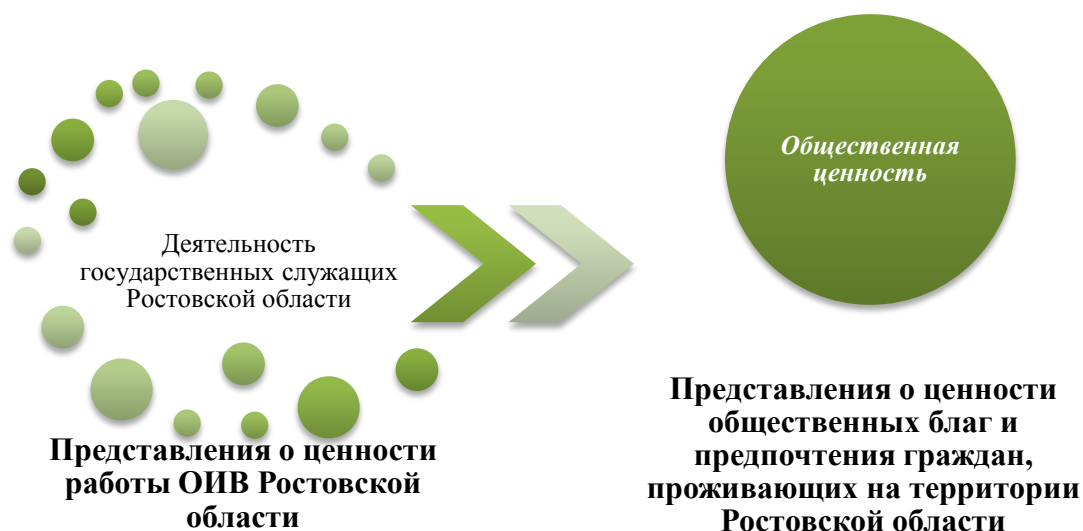 Общественная
ценность
Деятельность
государственных служащих
Ростовской области
Представления о ценности
работы ОИВ Ростовской
области
Представления о ценности
общественных благ и
предпочтения граждан,
проживающих на территории
Ростовской области